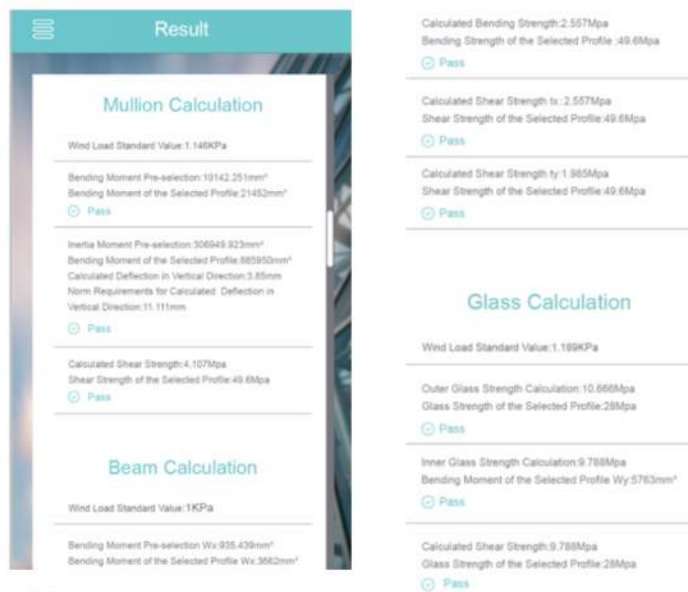 Result
Mullion Calculation
Wind Load Standard Value:1.146KPa
Bending Moment Pre-selection:10142.251mm³
Bending Moment of the Selected Profile:21452mm³
Pass
Inertia Moment Pre-selection:306949.923mm⁴
Bending Moment of the Selected Profile:885950mm⁴
Calculated Deflection in Vertical Direction:3.85mm
Norm Requirements for Calculated Deflection in
Vertical Direction:11.111mm
Pass
Calculated Shear Strength:4.107Mpa
Shear Strength of the Selected Profile:49.6Mpa
Pass
Beam Calculation
Wind Load Standard Value:1KPa
Bending Moment Pre-selection Wx:935.439mm³
Bending Moment of the Selected Profile Wx:3662mm³
Calculated Bending Strength:2.557Mpa
Bending Strength of the Selected Profile :49.6Mpa
Pass
Calculated Shear Strength tx:2.557Mpa
Shear Strength of the Selected Profile:49.6Mpa
Pass
Calculated Shear Strength ty:1.985Mpa
Shear Strength of the Selected Profile:49.6Mpa
Pass
Glass Calculation
Wind Load Standard Value:1.189KPa
Outer Glass Strength Calculation:10.666Mpa
Glass Strength of the Selected Profile:28Mpa
Pass
Inner Glass Strength Calculation:9.788Mpa
Bending Moment of the Selected Profile Wy:5763mm³
Pass
Calculated Shear Strength:9.788Mpa
Glass Strength of the Selected Profile:28Mpa
Pass